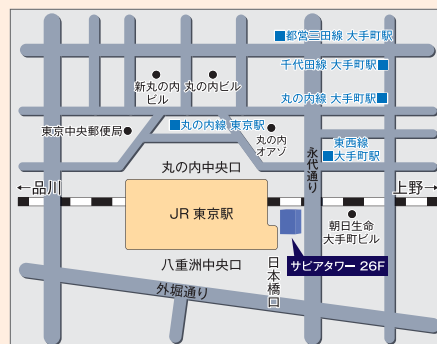 都営三田線 大手町駅
千代田線 大手町駅
新丸の内
ビル
丸の内ビル
丸の内線 大手町駅
東京中央郵便局
丸の内線 東京駅
丸の内
オアゾ
東西線
大手町駅
永代通り
丸の内中央口
←品川
上野→
JR 東京駅
朝日生命
大手町ビル
八重洲中央口
日本橋口
サピアタワー 26F
外堀通り